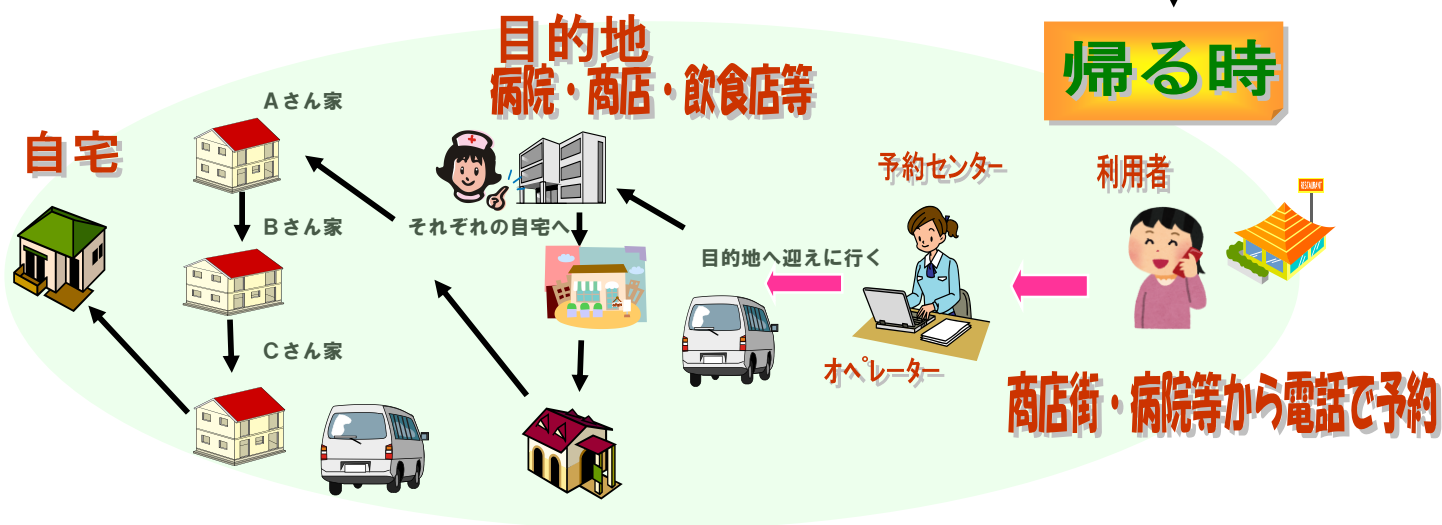 目的地
病院・商店・飲食店等
帰る時
自宅
Aさん家
Bさん家
Cさん家
それぞれの自宅へ
目的地へ迎えに行く
予約センター
オペレーター
利用者
RESTAURANT
商店街・病院等から電話で予約